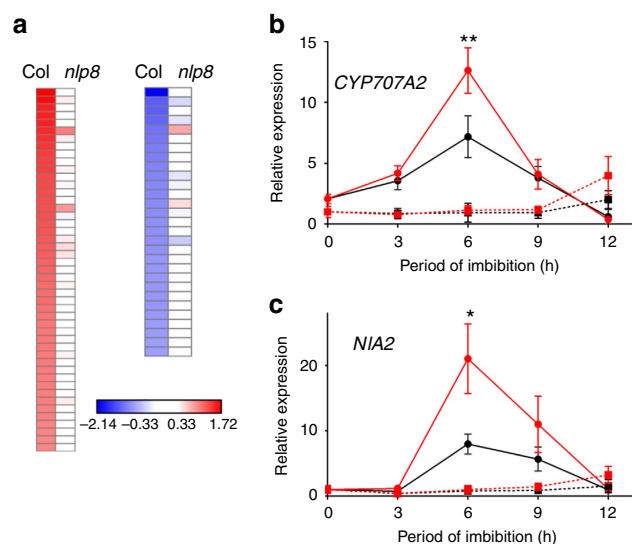 a
Col nlp8
Col nlp8
−2.14 −0.33 0.33 1.72
b
**
CYP707A2
Relative expression
15
10
5
0
0 3 6 9 12
Period of imbibition (h)
c
*
NIA2
Relative expression
20
10
0
0 3 6 9 12
Period of imbibition (h)